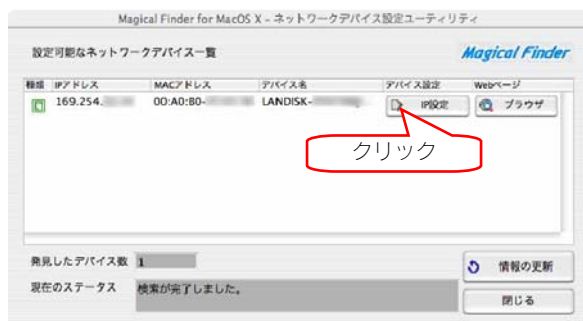 Magical Finder for MacOS X - ネットワークデバイス設定ユーティリティ
設定可能なネットワークデバイス一覧
Magical Finder
種類 IPアドレス MACアドレス デバイス名 デバイス設定 Webページ
169.254. 00:A0:B0- LANDISK- IP設定 ブラウザ
クリック
発見したデバイス数 1
情報の更新
現在のステータス 検索が完了しました。
閉じる